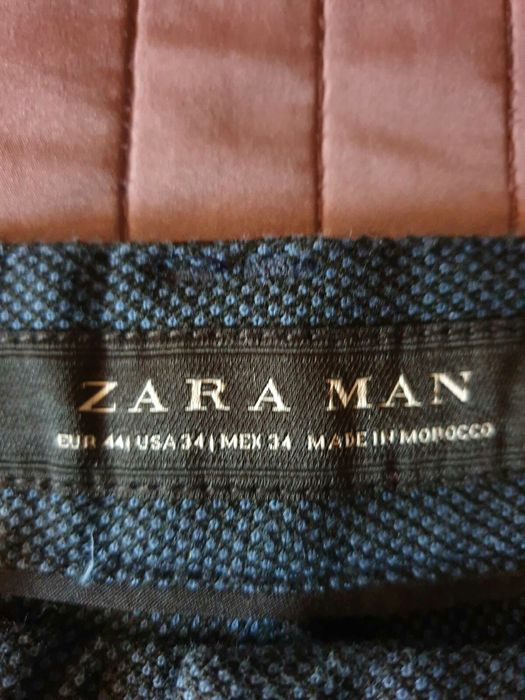 ZARA MAN
EUR 44 | USA 34 | MEX 34 MADE IN MOROCCO